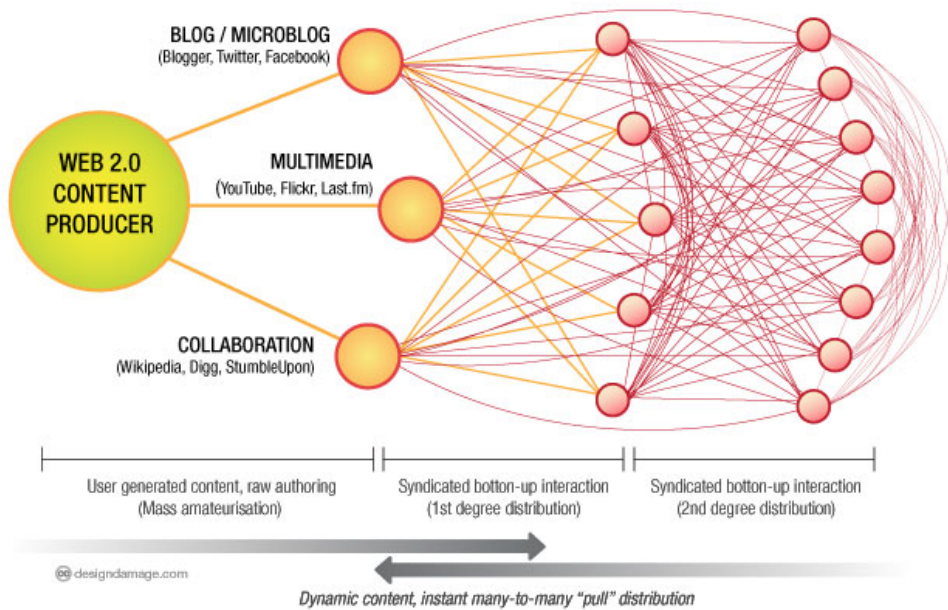 BLOG / MICROBLOG
(Blogger, Twitter, Facebook)
WEB 2.0
CONTENT
PRODUCER
MULTIMEDIA
(YouTube, Flickr, Last.fm)
COLLABORATION
(Wikipedia, Digg, StumbleUpon)
User generated content, raw authoring
(Mass amateurisation)
Syndicated botton-up interaction
(1st degree distribution)
Syndicated botton-up interaction
(2nd degree distribution)
cc designdamage.com
Dynamic content, instant many-to-many “pull” distribution